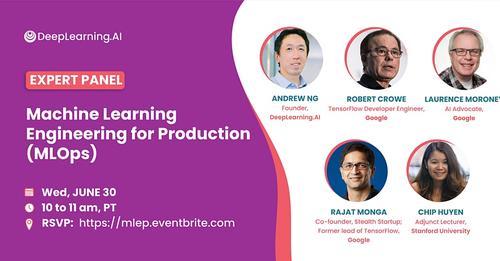 DeepLearning.AI
EXPERT PANEL
Machine Learning
Engineering for Production
(MLOps)
Wed, JUNE 30
10 to 11 am, PT
RSVP: https://mlep.eventbrite.com
ANDREW NG
Founder,
DeepLearning.AI
ROBERT CROWE
TensorFlow Developer Engineer,
Google
LAURENCE MORONEY
AI Advocate,
Google
RAJAT MONGA
Co-founder, Stealth Startup;
Former lead of TensorFlow,
Google
CHIP HUYEN
Adjunct Lecturer,
Stanford University